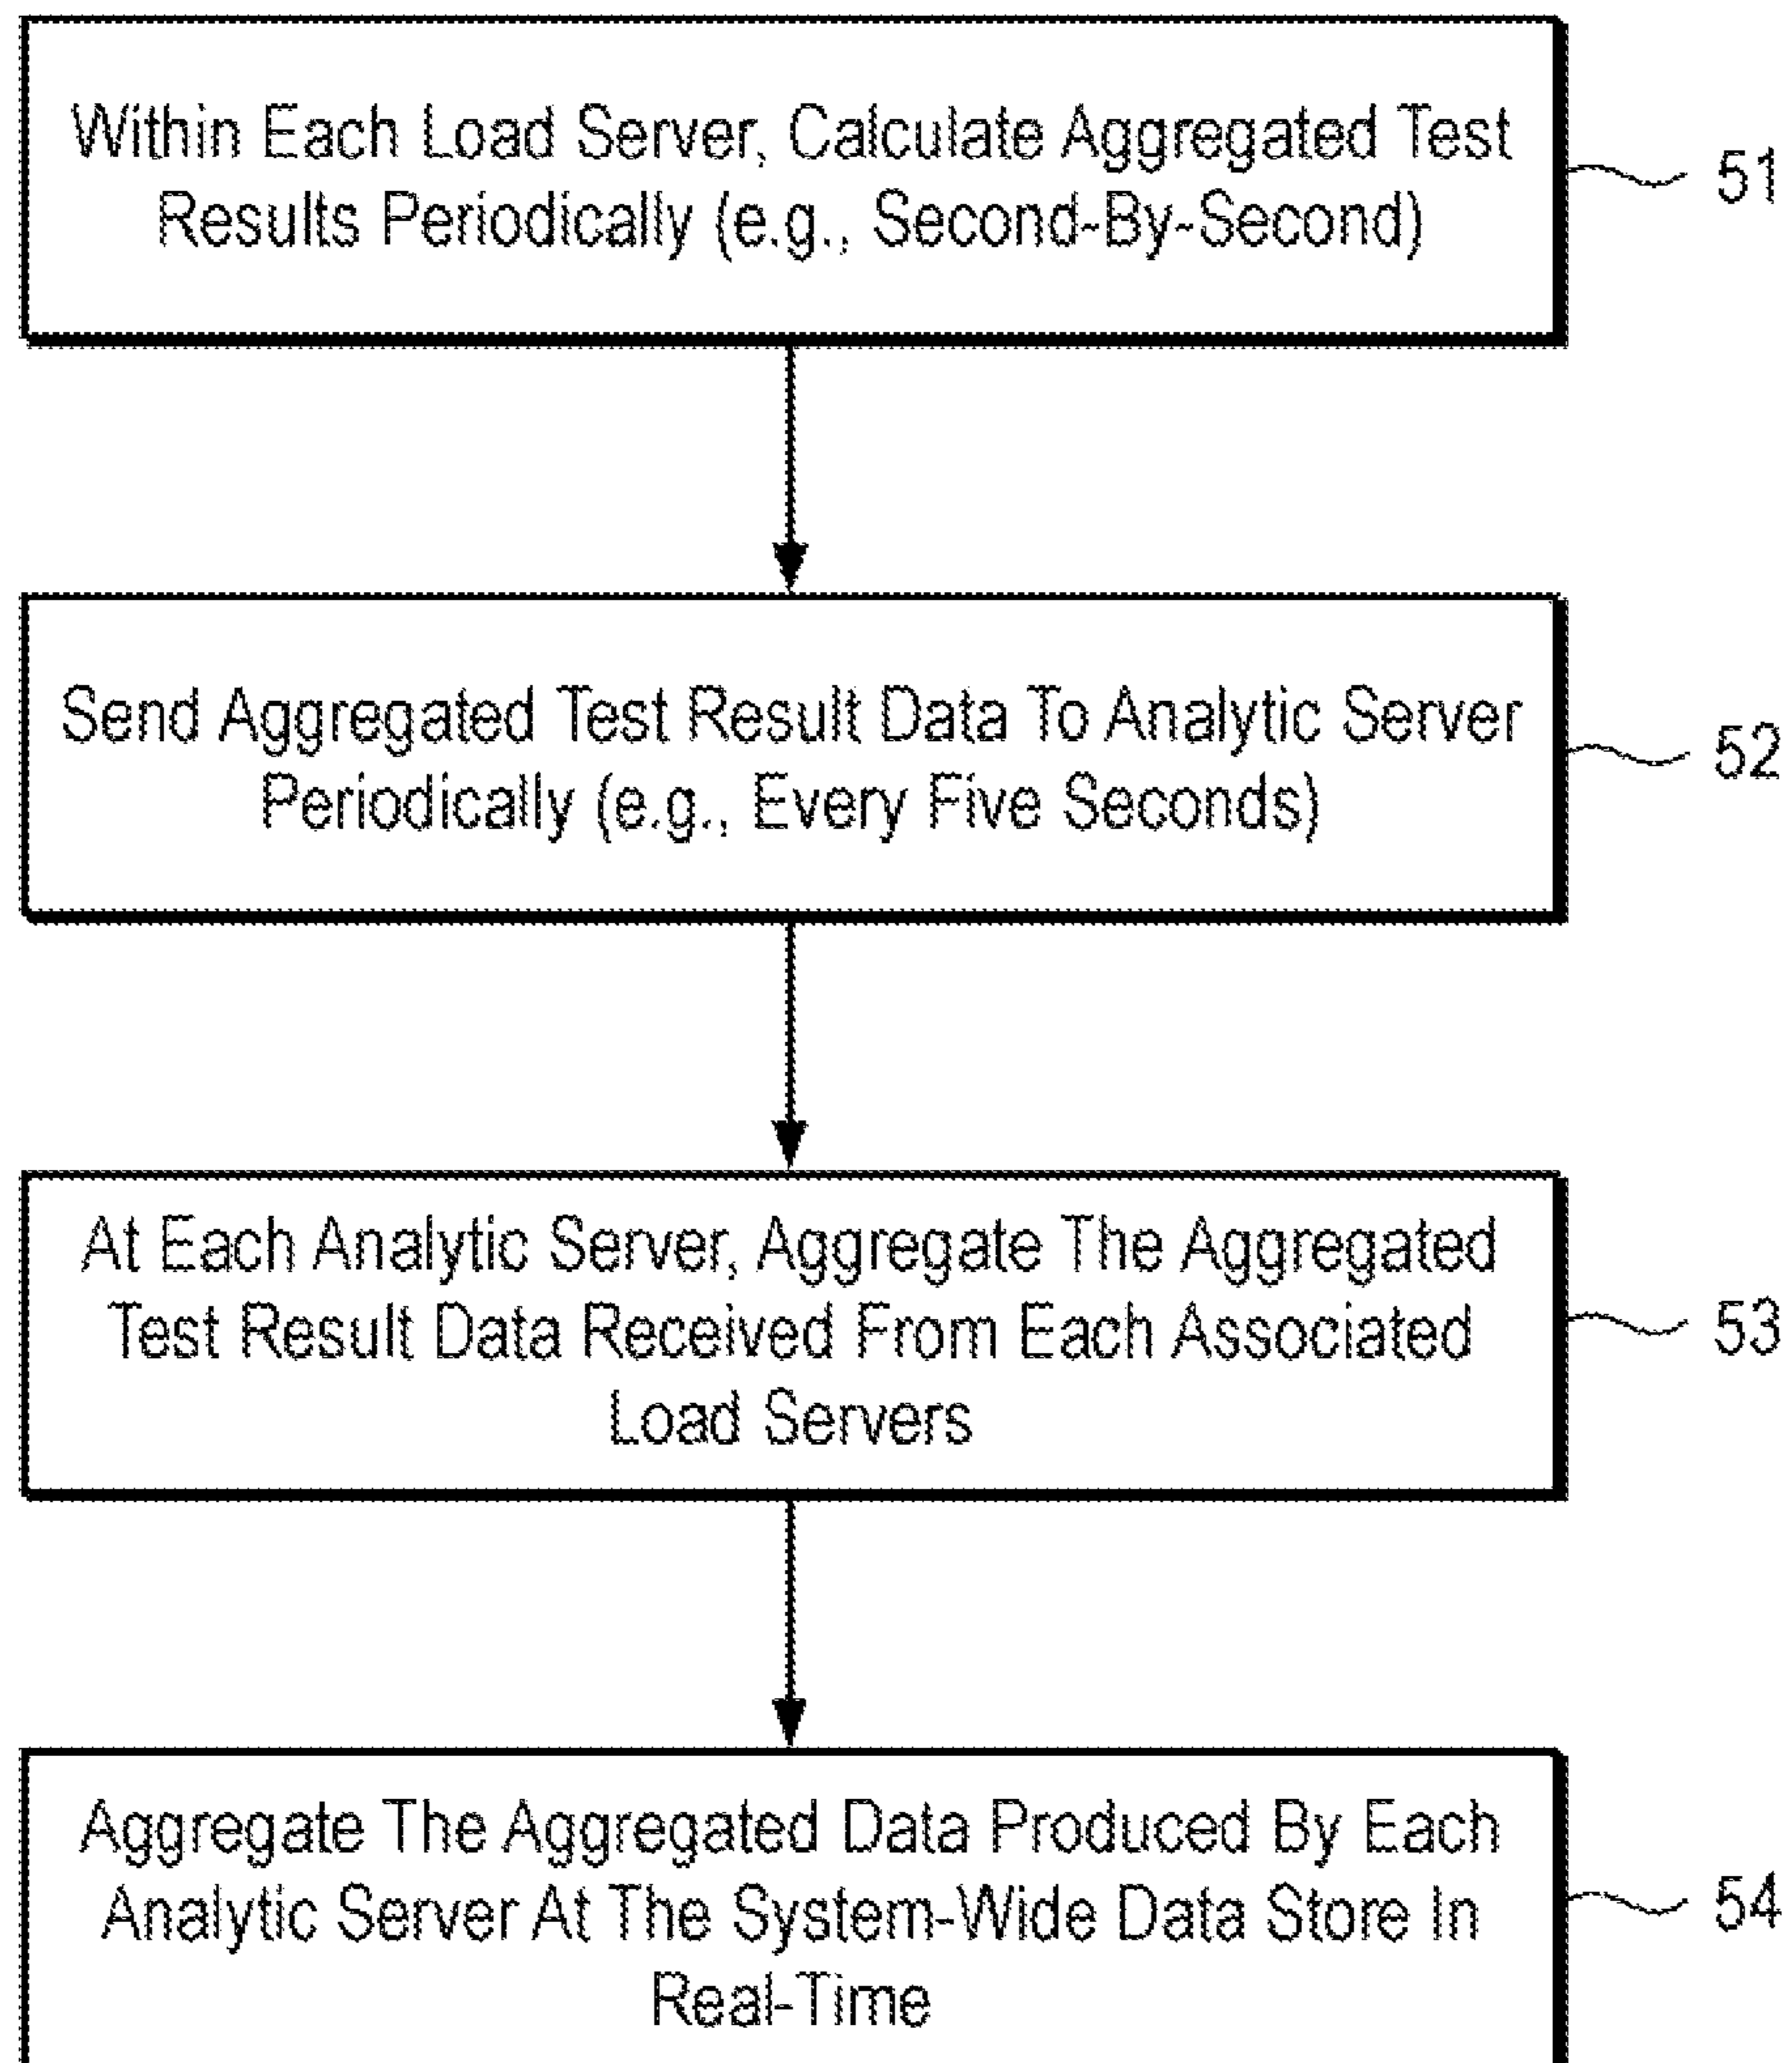 Within Each Load Server, Calculate Aggregated Test
Results Periodically (e.g., Second-By-Second)
51
Send Aggregated Test Result Data To Analytic Server
Periodically (e.g., Every Five Seconds)
52
At Each Analytic Server, Aggregate The Aggregated
Test Result Data Received From Each Associated
Load Servers
53
Aggregate The Aggregated Data Produced By Each
Analytic Server At The System-Wide Data Store In
Real-Time
54